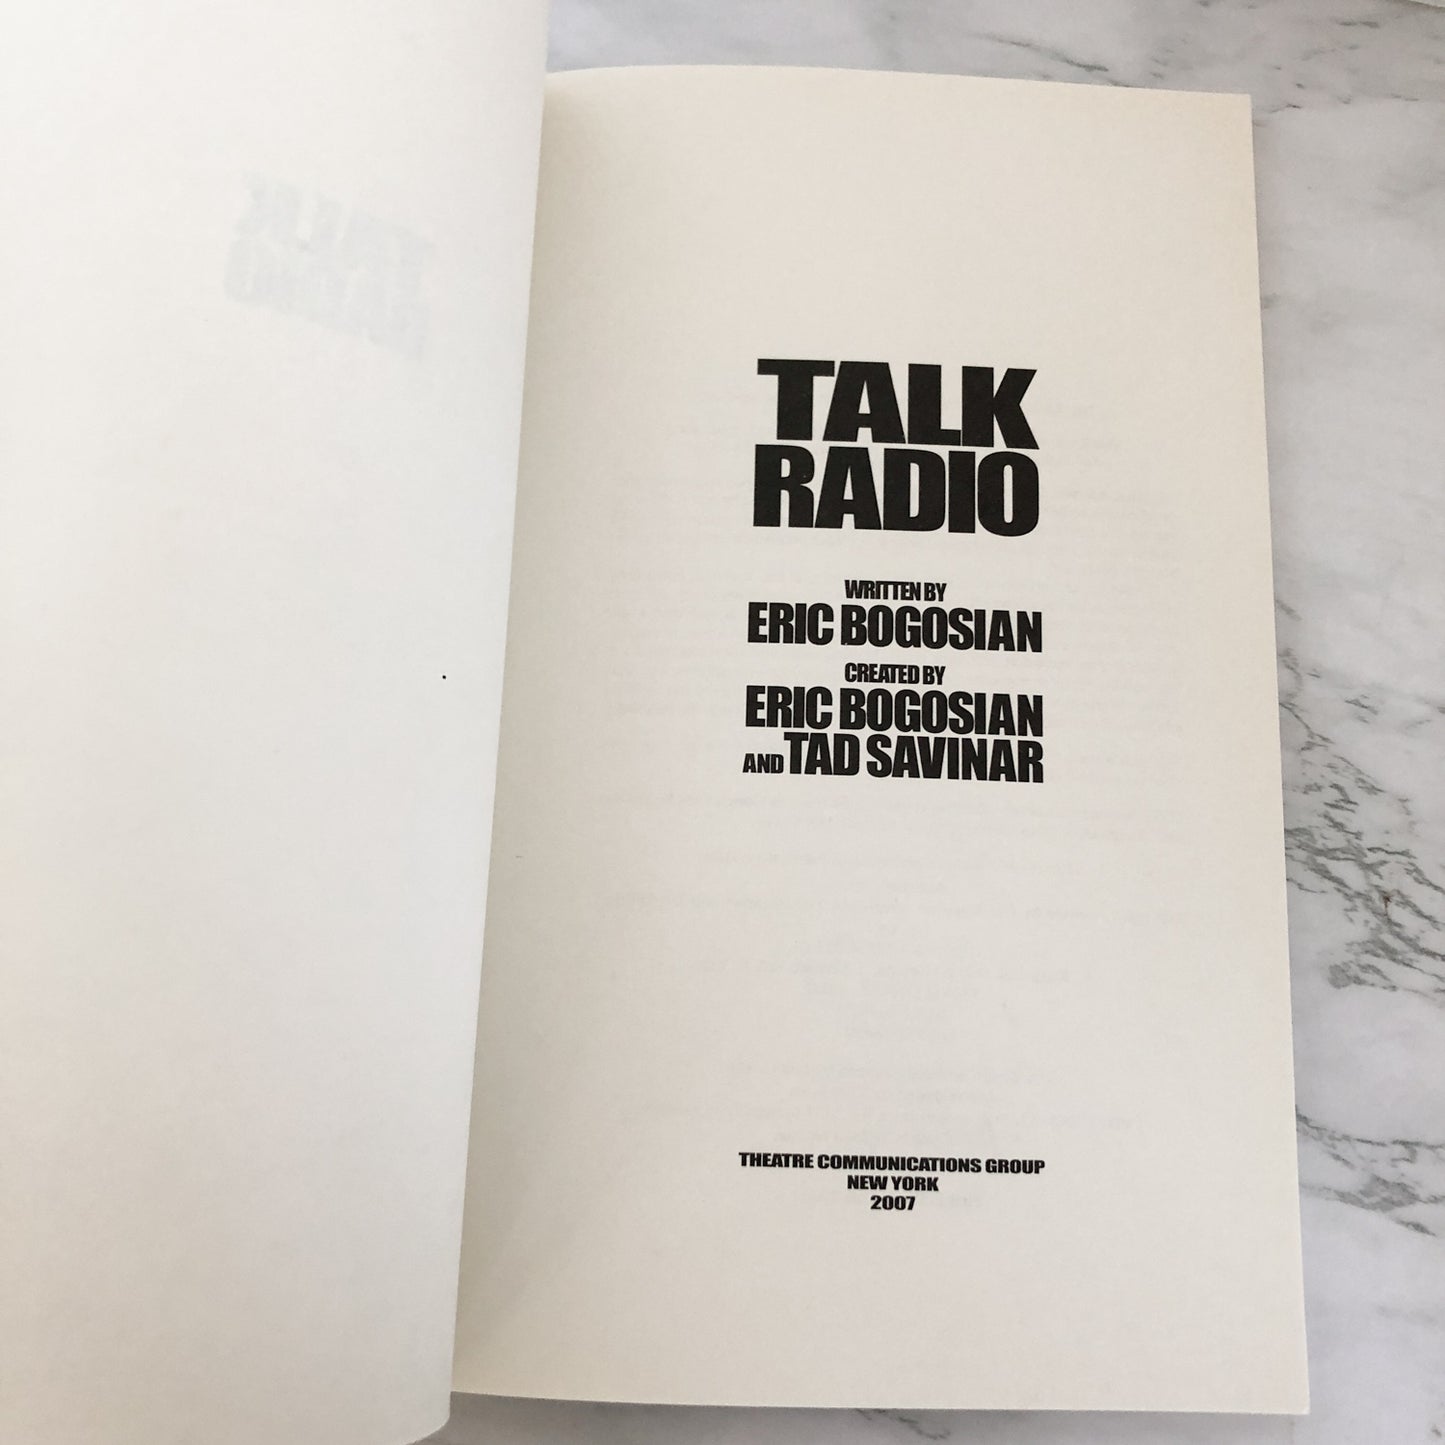 TALK
RADIO
WRITTEN BY
ERIC BOGOSIAN
CREATED BY
ERIC BOGOSIAN
AND TAD SAVINAR
THEATRE COMMUNICATIONS GROUP
NEW YORK
2007